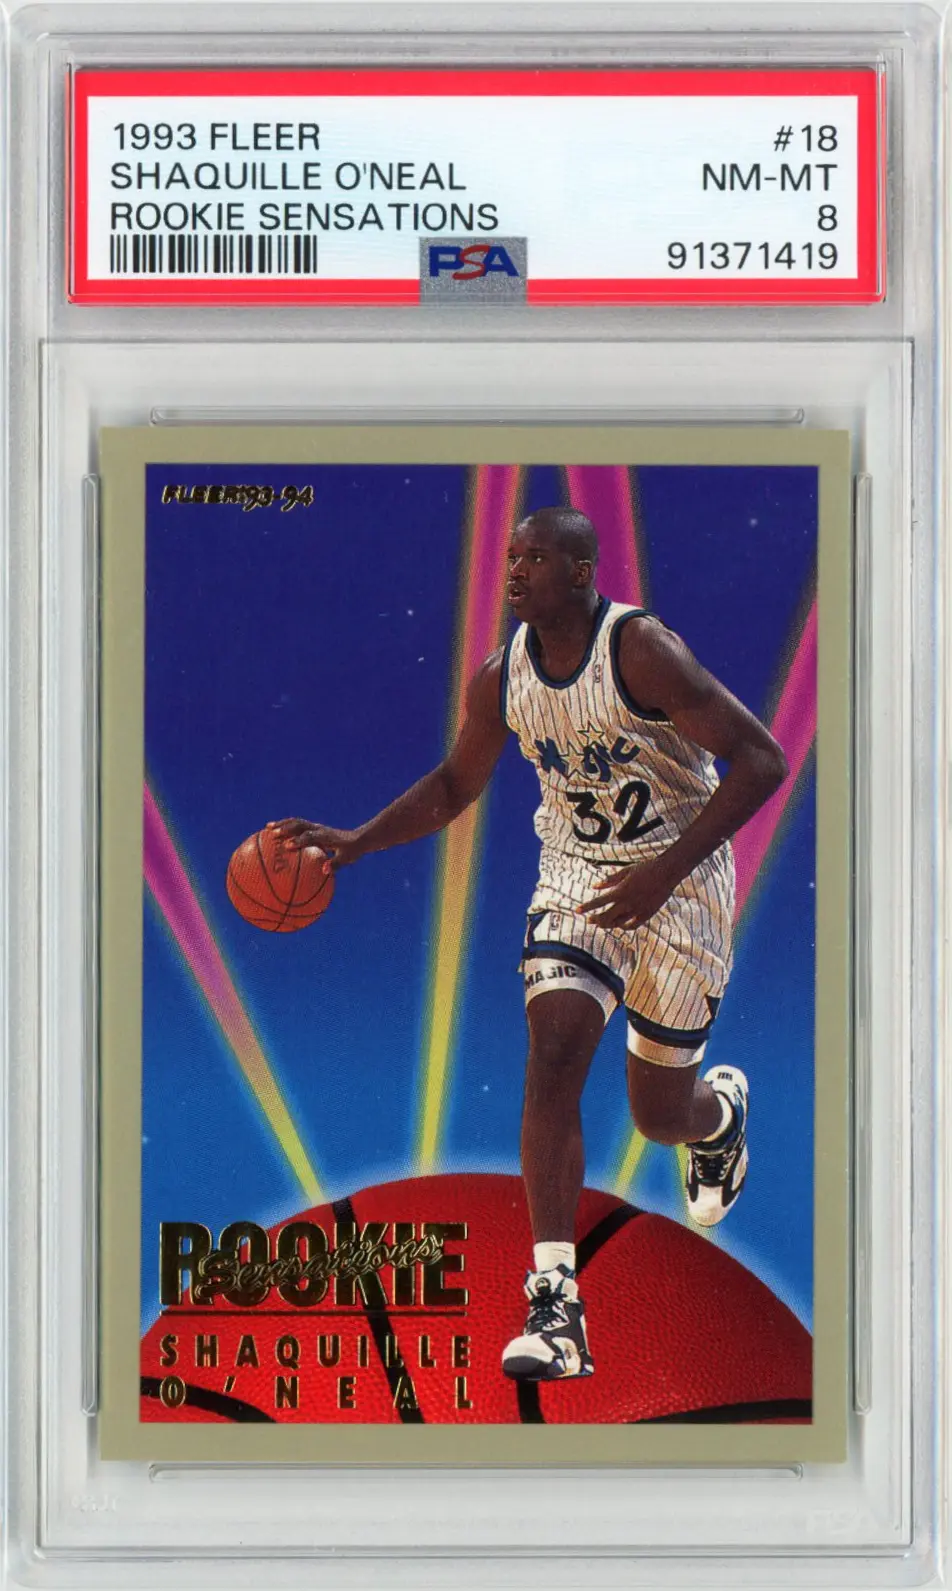 1993 FLEER
SHAQUILLE O'NEAL
ROOKIE SENSATIONS
#18
NM-MT
8
91371419
PSA
FLEER '93-94
MAGIC
32
MAGIC
ROOKIE
Sensations
SHAQUILLE
O'NEAL
PSA